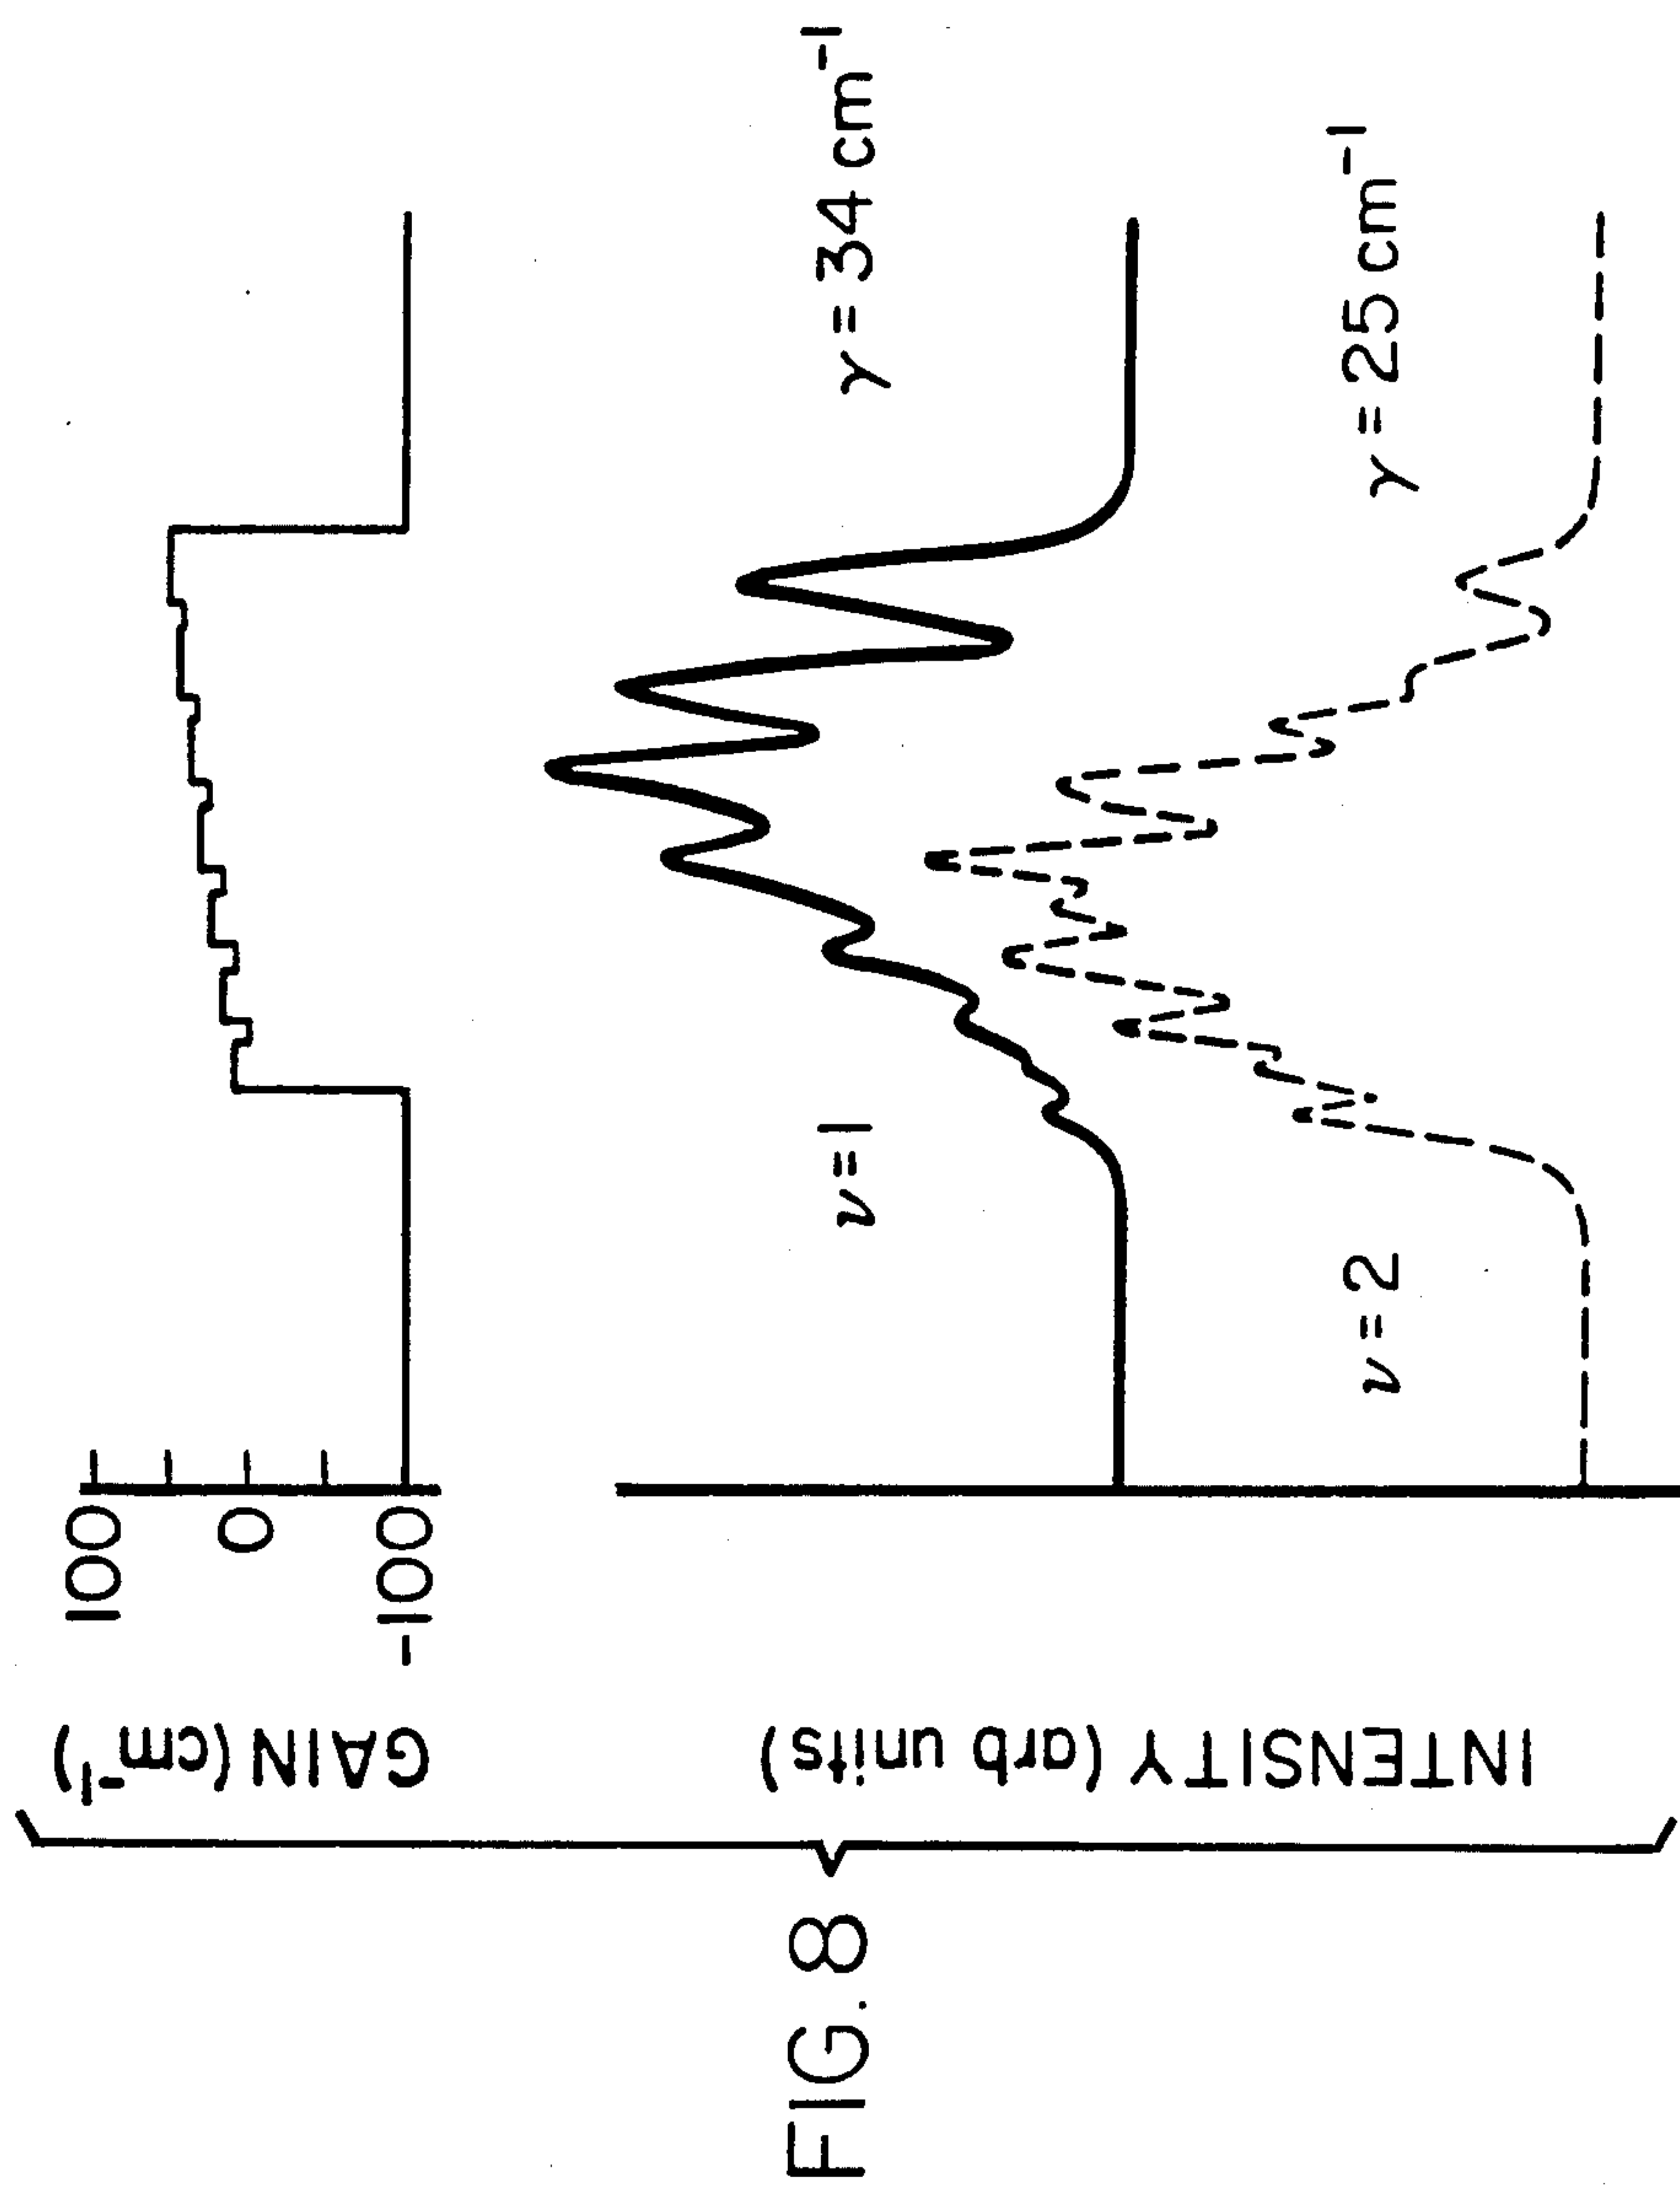 FIG. 8
GAIN (cm⁻¹)
100
0
-100
INTENSITY (arb units)
ν = 1
γ = 34 cm⁻¹
ν = 2
γ = 25 cm⁻¹